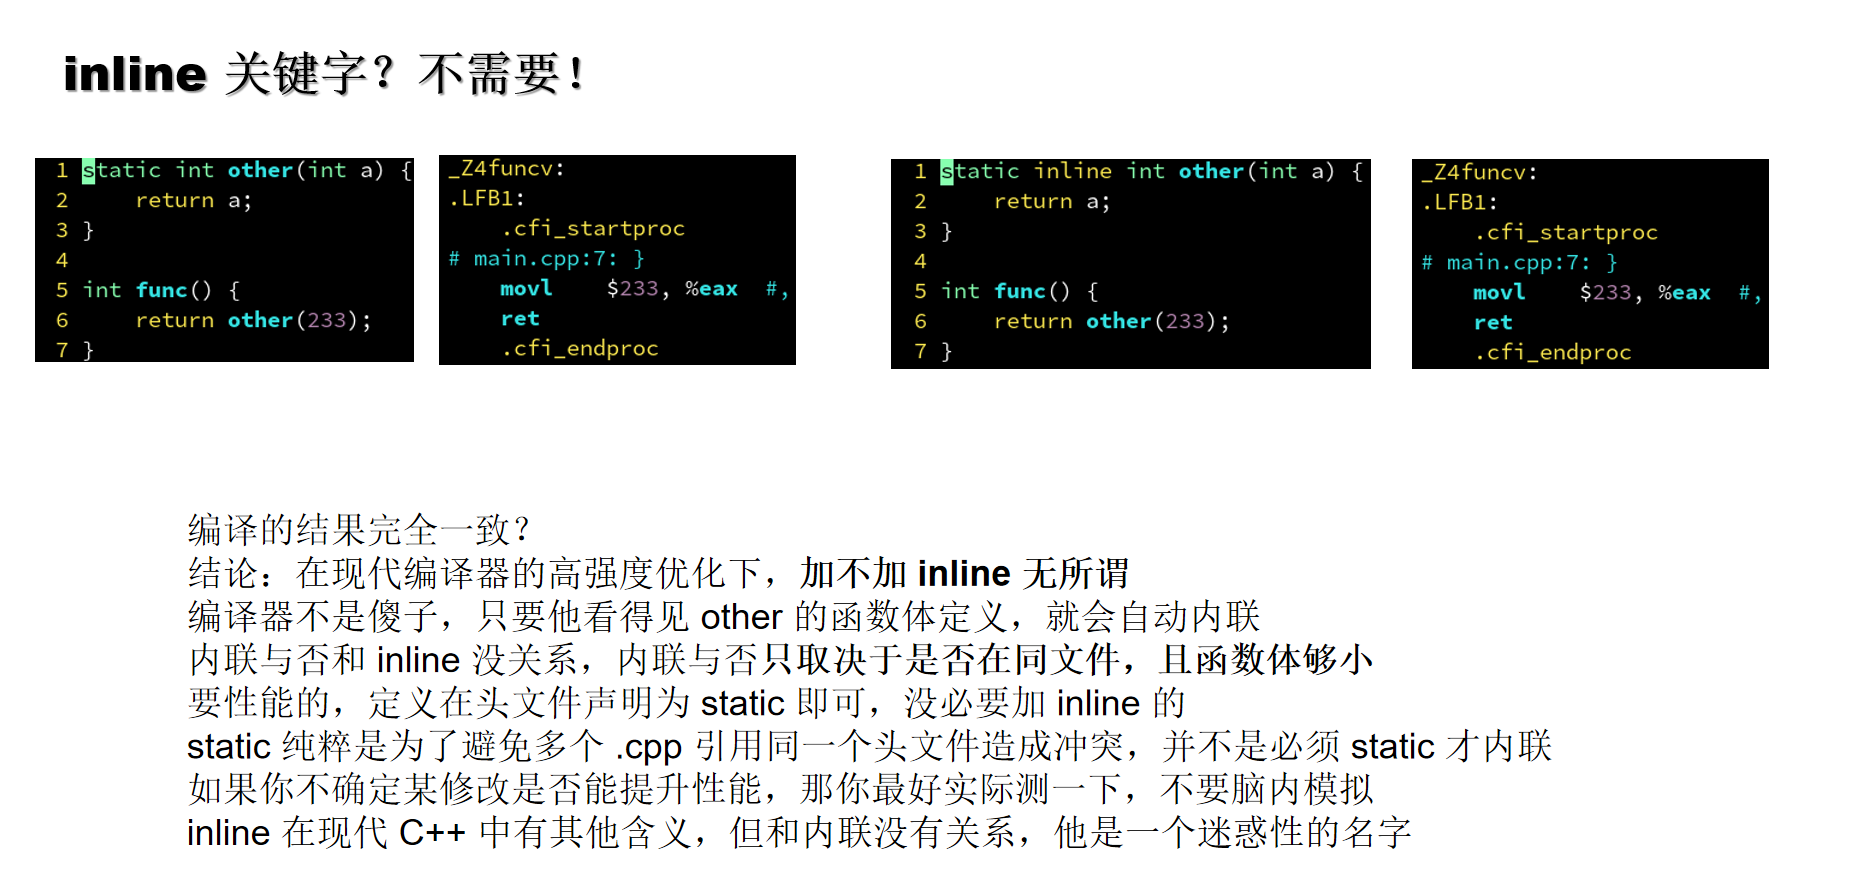 inline 关键字？不需要！
1 static int other(int a) {
2     return a;
3 }
4
5 int func() {
6     return other(233);
7 }
_Z4funcv:
.LFB1:
    .cfi_startproc
# main.cpp:7: }
    movl    $233, %eax  #,
    ret
    .cfi_endproc
1 static inline int other(int a) {
2     return a;
3 }
4
5 int func() {
6     return other(233);
7 }
_Z4funcv:
.LFB1:
    .cfi_startproc
# main.cpp:7: }
    movl    $233, %eax  #,
    ret
    .cfi_endproc
编译的结果完全一致？
结论：在现代编译器的高强度优化下，加不加 inline 无所谓
编译器不是傻子，只要他看得见 other 的函数体定义，就会自动内联
内联与否和 inline 没关系，内联与否只取决于是否在同文件，且函数体够小
要性能的，定义在头文件声明为 static 即可，没必要加 inline 的
static 纯粹是为了避免多个 .cpp 引用同一个头文件造成冲突，并不是必须 static 才内联
如果你不确定某修改是否能提升性能，那你最好实际测一下，不要脑内模拟
inline 在现代 C++ 中有其他含义，但和内联没有关系，他是一个迷惑性的名字